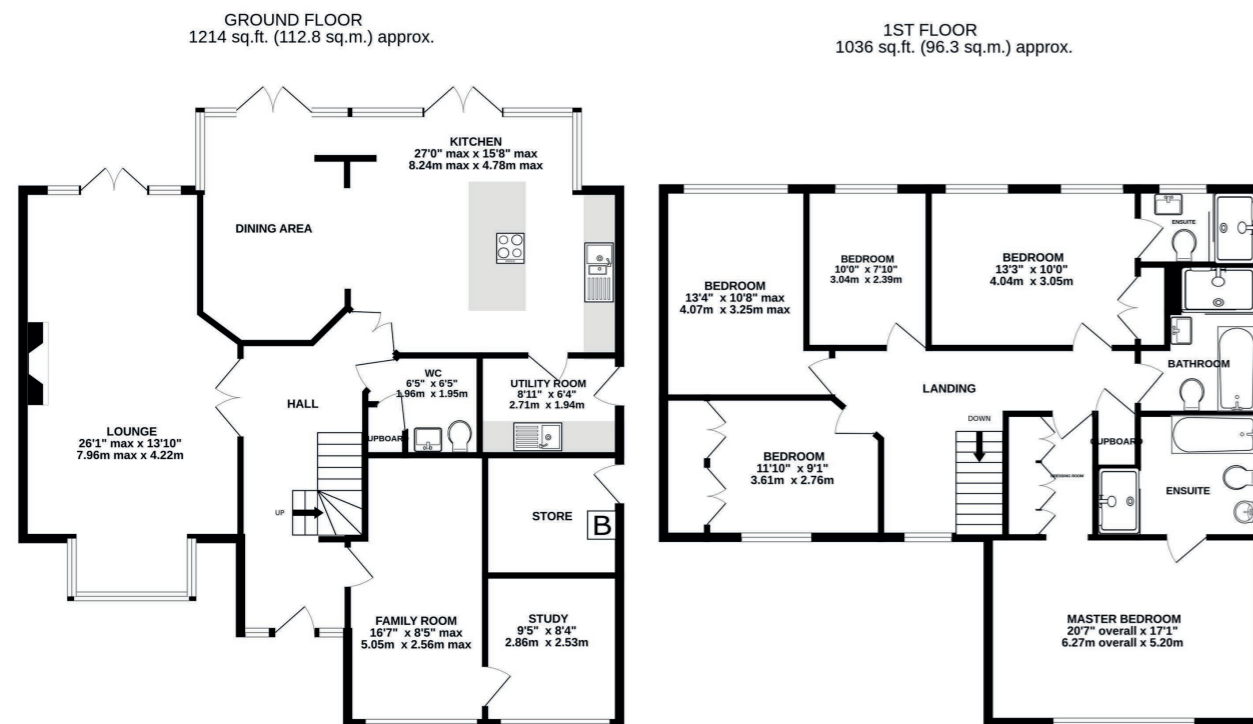 GROUND FLOOR
1214 sq.ft. (112.8 sq.m.) approx.
1ST FLOOR
1036 sq.ft. (96.3 sq.m.) approx.
KITCHEN
27'0" max x 15'8" max
8.24m max x 4.78m max
DINING AREA
LOUNGE
26'1" max x 13'10"
7.96m max x 4.22m
HALL
UP
WC
6'5" x 6'5"
1.96m x 1.95m
UPBOARD
UTILITY ROOM
8'11" x 6'4"
2.71m x 1.94m
STORE
B
FAMILY ROOM
16'7" x 8'5" max
5.05m x 2.56m max
STUDY
9'5" x 8'4"
2.86m x 2.53m
BEDROOM
13'4" x 10'8" max
4.07m x 3.25m max
BEDROOM
10'0" x 7'10"
3.04m x 2.39m
BEDROOM
13'3" x 10'0"
4.04m x 3.05m
ENSUITE
BATHROOM
LANDING
DOWN
BEDROOM
11'10" x 9'1"
3.61m x 2.76m
DRESSING ROOM
CUPBOARD
ENSUITE
MASTER BEDROOM
20'7" overall x 17'1"
6.27m overall x 5.20m